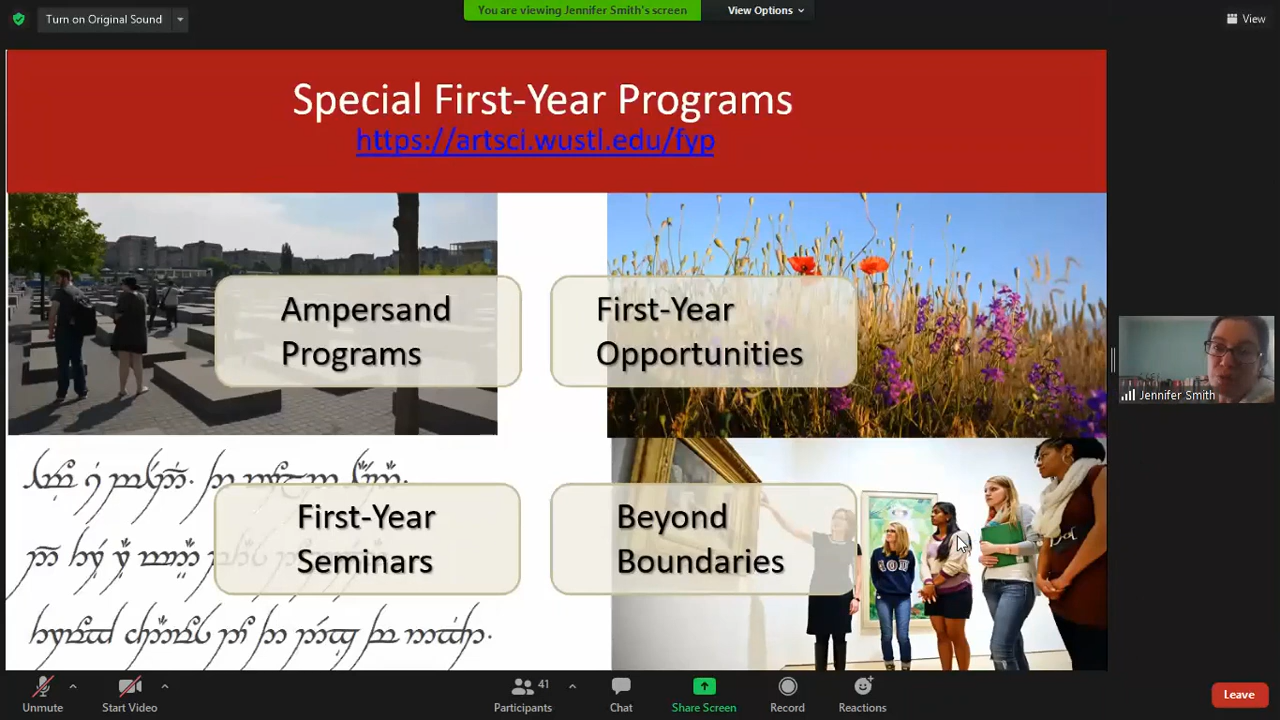 Turn on Original Sound
You are viewing Jennifer Smith's screen
View Options
View
Special First-Year Programs
https://artsci.wustl.edu/fyp
Ampersand
Programs
First-Year
Opportunities
First-Year
Seminars
Beyond
Boundaries
Jennifer Smith
Unmute
Start Video
Participants
41
Chat
Share Screen
Record
Reactions
Leave